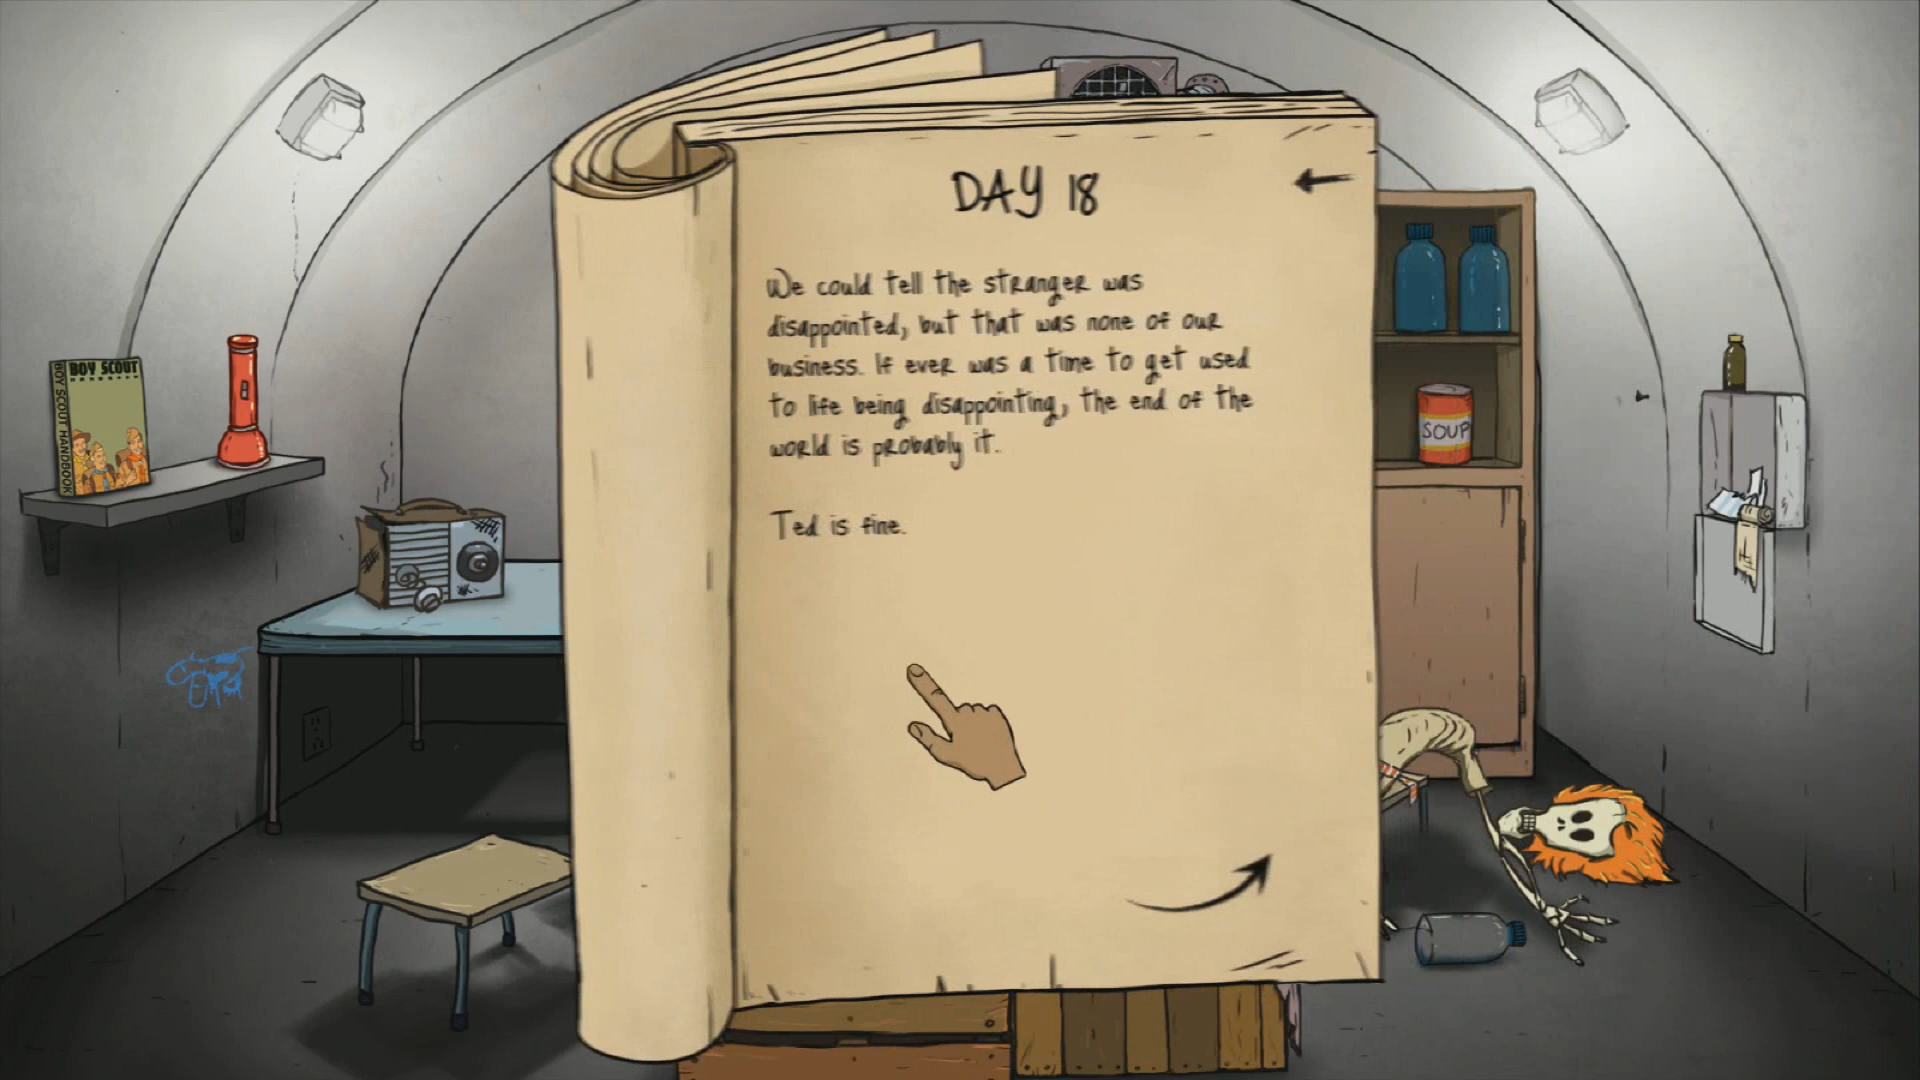 DAY 18
We could tell the stranger was
disappointed, but that was none of our
business. If ever was a time to get used
to life being disappointing, the end of the
world is probably it.
Ted is fine.
BOY SCOUT
BOY SCOUT HANDBOOK
SOUP